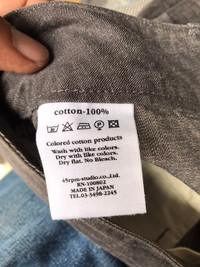 cotton-100%
Colored cotton products
Wash with like colors.
Dry with like colors.
Dry flat. No Bleach.
45rpm-studio co.,Ltd.
RN-100802
MADE IN JAPAN
TEL.03-3498-2245